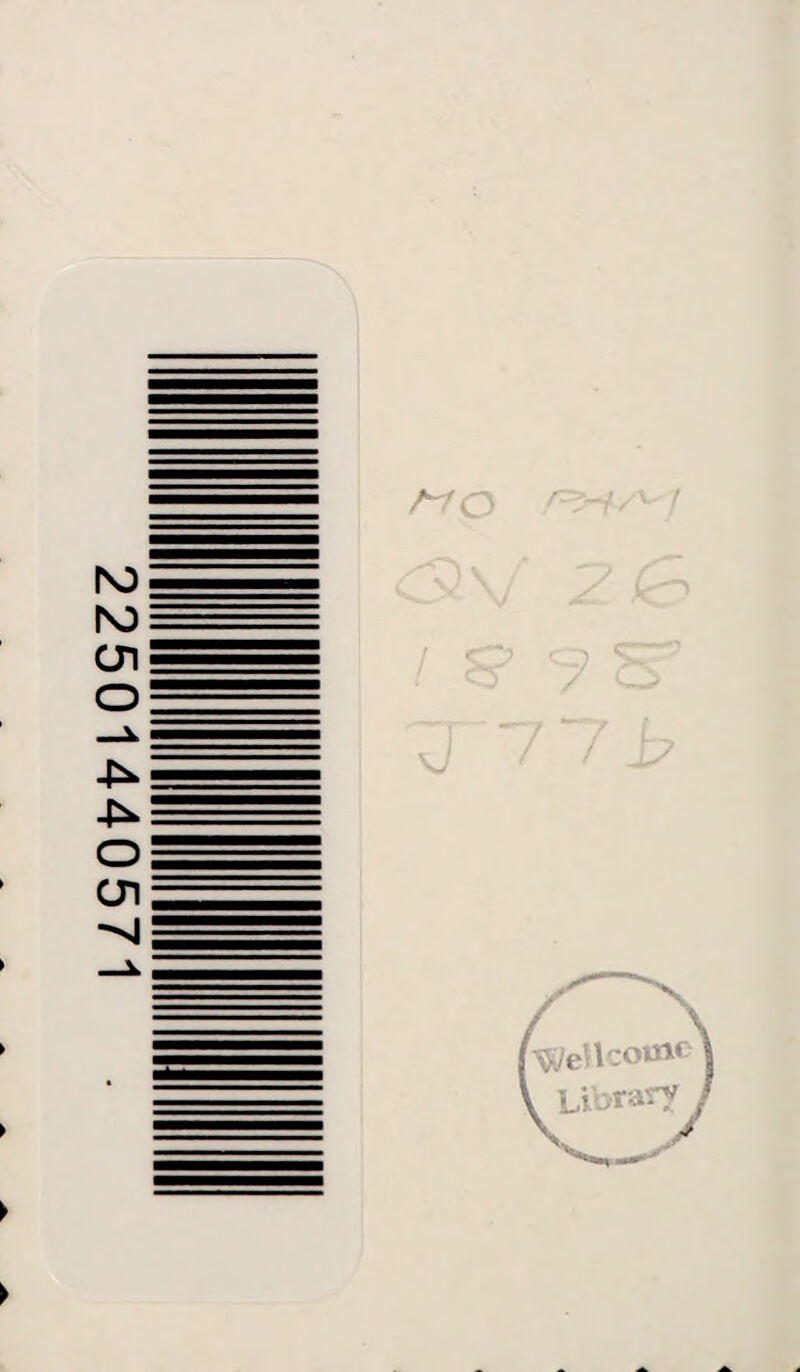 22501440571
MO PAM
QV 26
1898
J77b
Wellcome
Library